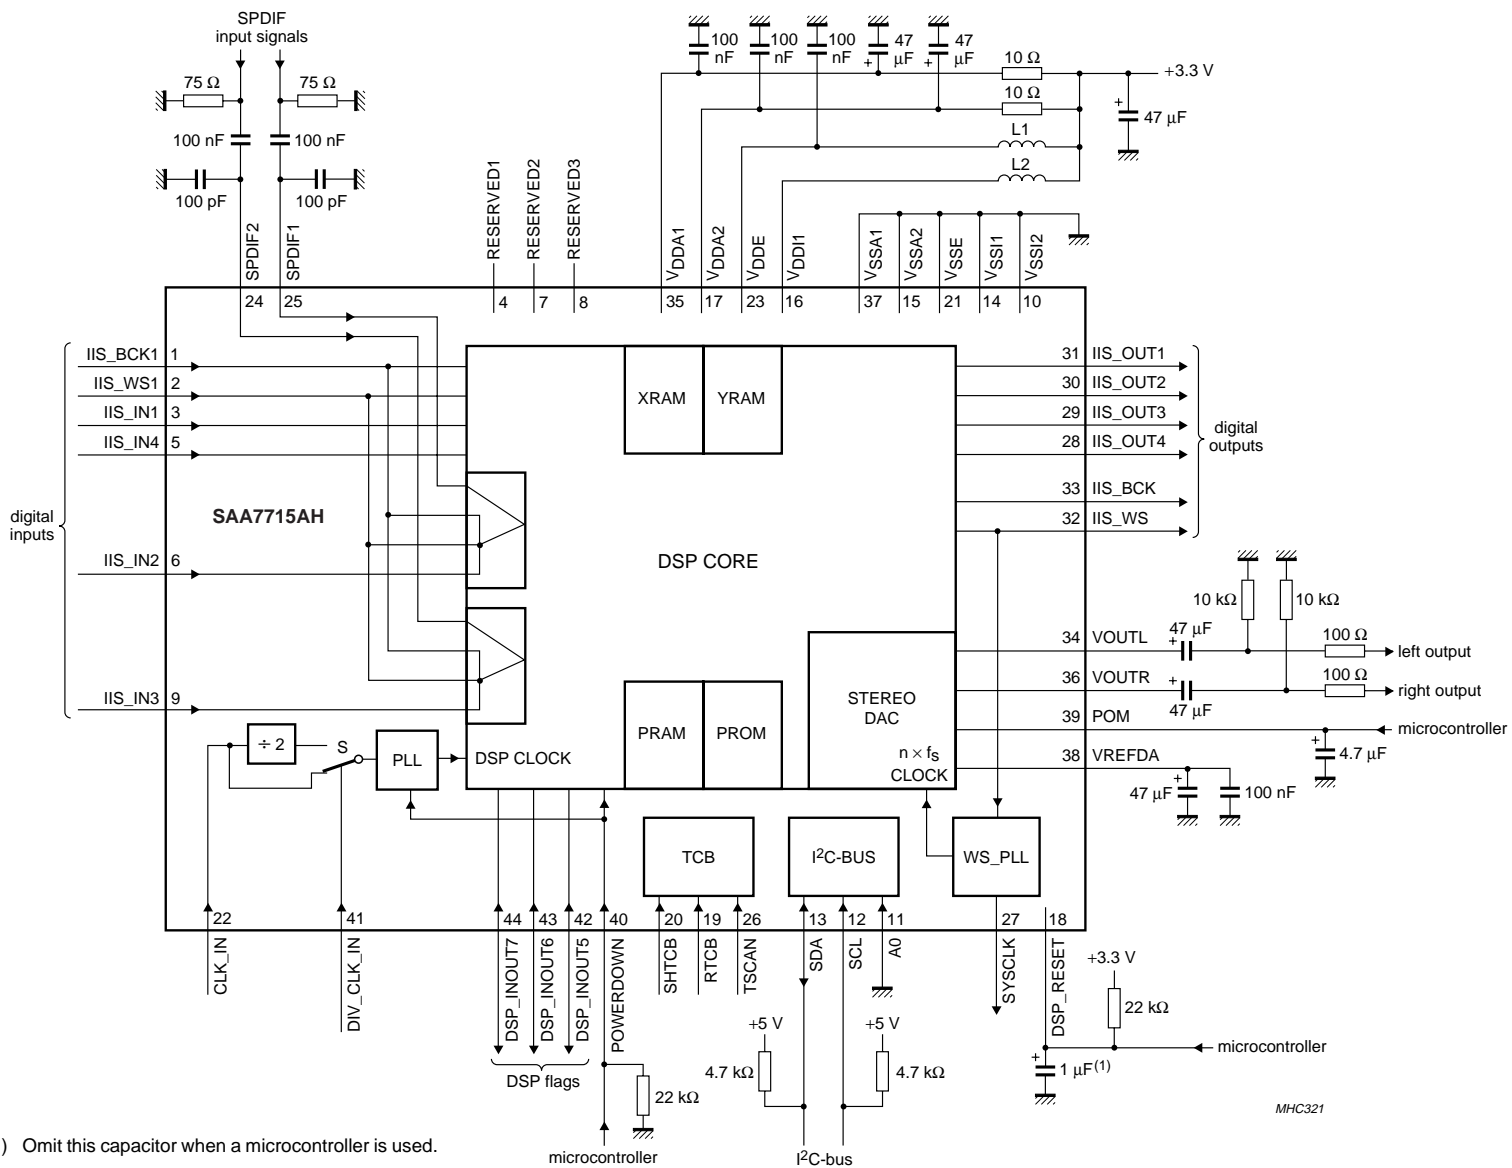 SPDIF
input signals
75 Ω
75 Ω
100 nF
100 nF
100 pF
100 pF
100
nF
100
nF
100
nF
47
μF
+
47
μF
+
10 Ω
10 Ω
+3.3 V
+
47 μF
L1
L2
SPDIF2
SPDIF1
RESERVED1
RESERVED2
RESERVED3
VDDA1
VDDA2
VDDE
VDDI1
VSSA1
VSSA2
VSSE
VSSI1
VSSI2
24
25
4
7
8
35
17
23
16
37
15
21
14
10
digital
inputs
IIS_BCK1 1
IIS_WS1 2
IIS_IN1 3
IIS_IN4 5
IIS_IN2 6
IIS_IN3 9
SAA7715AH
XRAM
YRAM
DSP CORE
PRAM
PROM
STEREO
DAC
n × fs
CLOCK
DSP CLOCK
÷ 2
S
PLL
TCB
I2C-BUS
WS_PLL
31 IIS_OUT1
30 IIS_OUT2
29 IIS_OUT3
28 IIS_OUT4
33 IIS_BCK
32 IIS_WS
digital
outputs
10 kΩ
10 kΩ
34 VOUTL
47 μF
+
100 Ω
left output
36 VOUTR
+
47 μF
100 Ω
right output
39 POM
microcontroller
+
4.7 μF
38 VREFDA
+
47 μF
100 nF
22
41
44
43
42
40
20
19
26
13
12
11
27
18
CLK_IN
DIV_CLK_IN
DSP_INOUT7
DSP_INOUT6
DSP_INOUT5
POWERDOWN
SHTCB
RTCB
TSCAN
SDA
SCL
A0
SYSCLK
DSP_RESET
+3.3 V
22 kΩ
microcontroller
+
1 μF(1)
DSP flags
22 kΩ
microcontroller
+5 V
4.7 kΩ
+5 V
4.7 kΩ
I2C-bus
MHC321
) Omit this capacitor when a microcontroller is used.